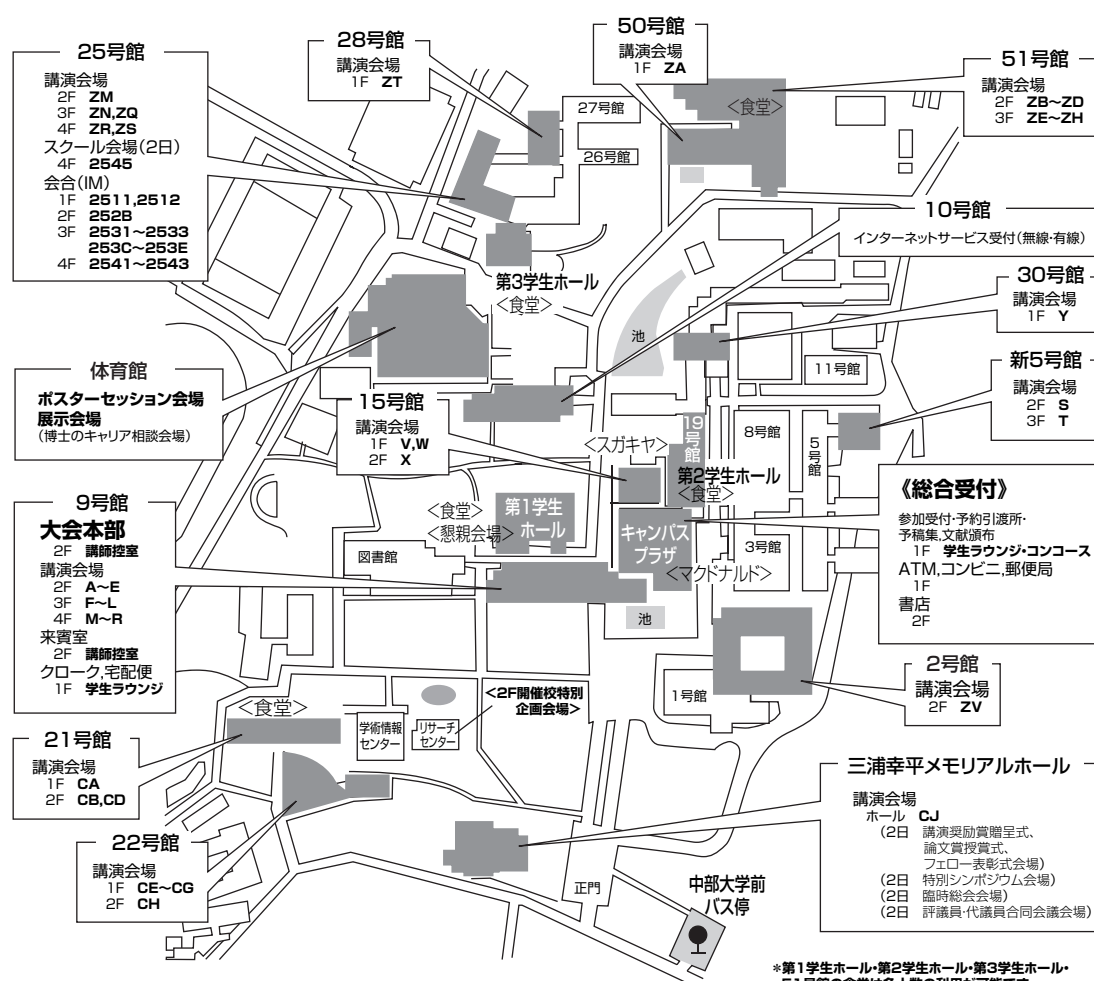 25号館
講演会場
2F ZM
3F ZN,ZQ
4F ZR,ZS
スクール会場(2日)
4F 2545
会合(IM)
1F 2511,2512
2F 252B
3F 2531〜2533
253C〜253E
4F 2541〜2543
28号館
講演会場
1F ZT
50号館
講演会場
1F ZA
51号館
講演会場
2F ZB〜ZD
3F ZE〜ZH
27号館
26号館
<食堂>
10号館
インターネットサービス受付(無線・有線)
第3学生ホール
<食堂>
30号館
講演会場
1F Y
池
体育館
ポスターセッション会場
展示会場
(博士のキャリア相談会場)
15号館
講演会場
1F V,W
2F X
11号館
新5号館
講演会場
2F S
3F T
<スガキヤ>
19号館
8号館
5号館
第2学生ホール
<食堂>
9号館
大会本部
2F 講師控室
講演会場
2F A〜E
3F F〜L
4F M〜R
来賓室
2F 講師控室
クローク,宅配便
1F 学生ラウンジ
<食堂>
<懇親会場>
第1学生
ホール
キャンパス
プラザ
図書館
3号館
<マクドナルド>
《総合受付》
参加受付・予約引渡所・
予稿集,文献頒布
1F 学生ラウンジ・コンコース
ATM,コンビニ,郵便局
1F
書店
2F
池
2号館
講演会場
2F ZV
1号館
<2F開催校特別
企画会場>
<食堂>
学術情報
センター
リサーチ
センター
21号館
講演会場
1F CA
2F CB,CD
22号館
講演会場
1F CE〜CG
2F CH
三浦幸平メモリアルホール
講演会場
ホール CJ
(2日 講演奨励賞贈呈式、
論文賞授賞式、
フェロー表彰式会場)
(2日 特別シンポジウム会場)
(2日 臨時総会会場)
(2日 評議員・代議員合同会議会場)
正門
中部大学前
バス停
*第1学生ホール・第2学生ホール・第3学生ホール・
51号館の食堂は多人数の利用が可能です